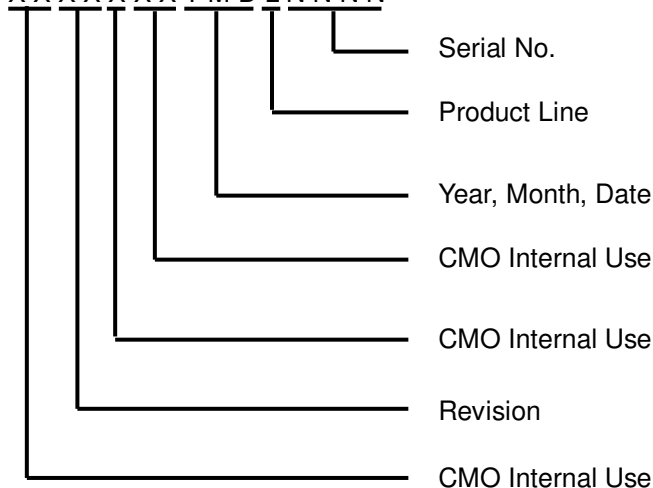 Serial No.
Product Line
Year, Month, Date
CMO Internal Use
CMO Internal Use
Revision
CMO Internal Use